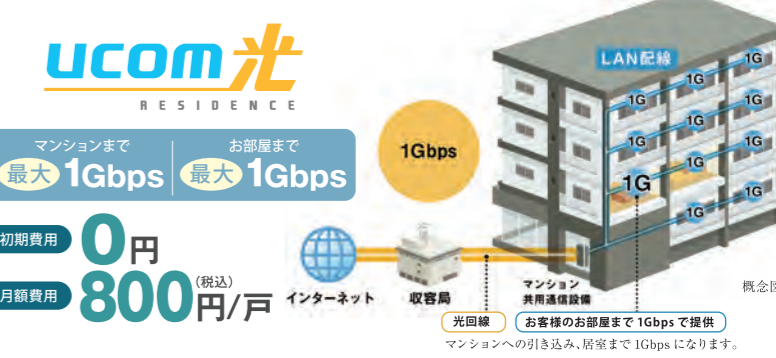 ucom光
RESIDENCE
マンションまで
最大 1Gbps
お部屋まで
最大 1Gbps
初期費用 0円
月額費用 800円/戸 (税込)
1Gbps
LAN配線
1G
1G
1G
1G
1G
1G
1G
1G
1G
1G
1G
1G
インターネット
収容局
マンション
共用通信設備
概念図
光回線
お客様のお部屋まで1Gbpsで提供
マンションへの引き込み、居室まで1Gbpsになります。